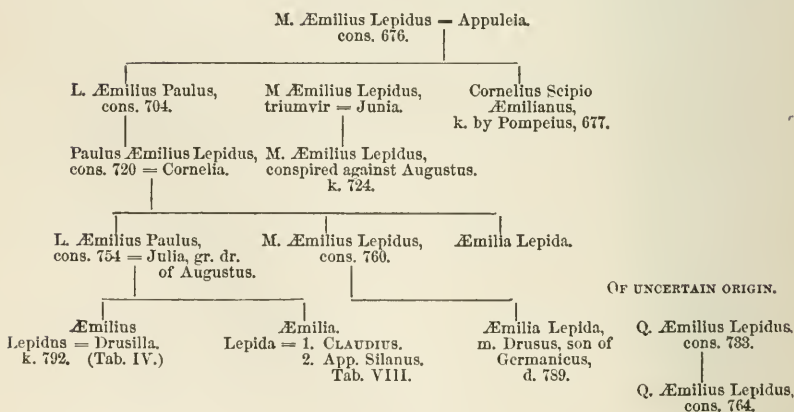 M. Æmilius Lepidus = Appuleia.
cons. 676.
L. Æmilius Paulus,
cons. 704.
M Æmilius Lepidus,
triumvir = Junia.
Cornelius Scipio
Æmilianus,
k. by Pompeius, 677.
Paulus Æmilius Lepidus,
cons. 720 = Cornelia.
M. Æmilius Lepidus,
conspired against Augustus.
k. 724.
L. Æmilius Paulus,
cons. 754 = Julia, gr. dr.
of Augustus.
M. Æmilius Lepidus,
cons. 760.
Æmilia Lepida.
OF UNCERTAIN ORIGIN.
Æmilius
Lepidus = Drusilla.
k. 792. (Tab. IV.)
Æmilia.
Lepida = 1. CLAUDIUS.
2. App. Silanus.
Tab. VIII.
Æmilia Lepida,
m. Drusus, son of
Germanicus,
d. 789.
Q. Æmilius Lepidus,
cons. 733.
Q. Æmilius Lepidus,
cons. 764.